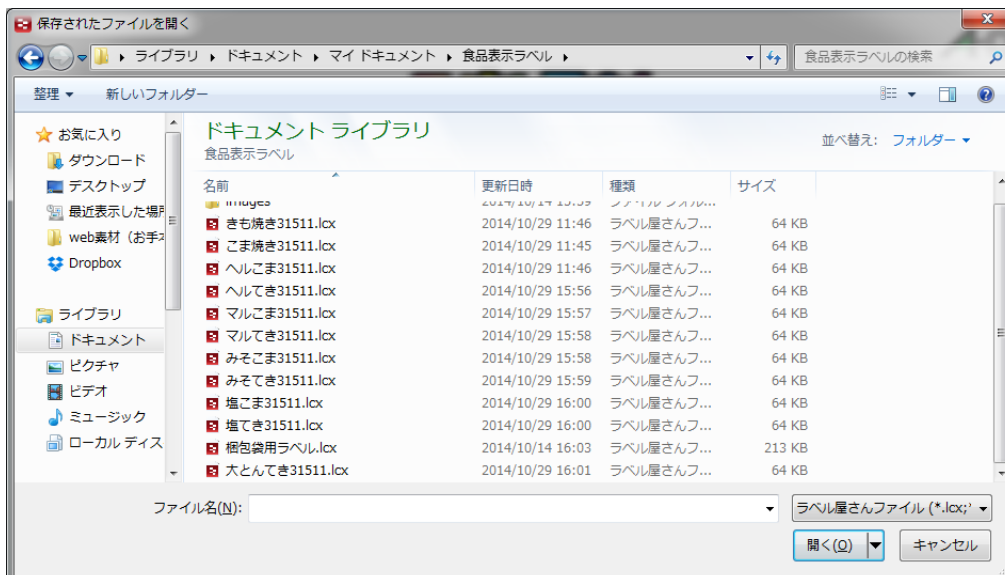 保存されたファイルを開く
ライブラリ ドキュメント マイ ドキュメント 食品表示ラベル 食品表示ラベルの検索
整理 新しいフォルダー
お気に入り
ダウンロード
デスクトップ
最近表示した場所
web素材（お手本
Dropbox
ライブラリ
ドキュメント
ピクチャ
ビデオ
ミュージック
ローカル ディス
ドキュメント ライブラリ
食品表示ラベル
並べ替え: フォルダー
名前 更新日時 種類 サイズ
images 2014/10/14 15:59 ファイル フォル...
きも焼き31511.lcx 2014/10/29 11:46 ラベル屋さんフ... 64 KB
こま焼き31511.lcx 2014/10/29 11:45 ラベル屋さんフ... 64 KB
ヘルこま31511.lcx 2014/10/29 11:46 ラベル屋さんフ... 64 KB
ヘルてき31511.lcx 2014/10/29 15:56 ラベル屋さんフ... 64 KB
マルこま31511.lcx 2014/10/29 15:57 ラベル屋さんフ... 64 KB
マルてき31511.lcx 2014/10/29 15:58 ラベル屋さんフ... 64 KB
みそこま31511.lcx 2014/10/29 15:58 ラベル屋さんフ... 64 KB
みそてき31511.lcx 2014/10/29 15:59 ラベル屋さんフ... 64 KB
塩こま31511.lcx 2014/10/29 16:00 ラベル屋さんフ... 64 KB
塩てき31511.lcx 2014/10/29 16:00 ラベル屋さんフ... 64 KB
梱包袋用ラベル.lcx 2014/10/14 16:03 ラベル屋さんフ... 213 KB
大とんてき31511.lcx 2014/10/29 16:01 ラベル屋さんフ... 64 KB
ファイル名(N): ラベル屋さんファイル (*.lcx;*
開く(O) キャンセル